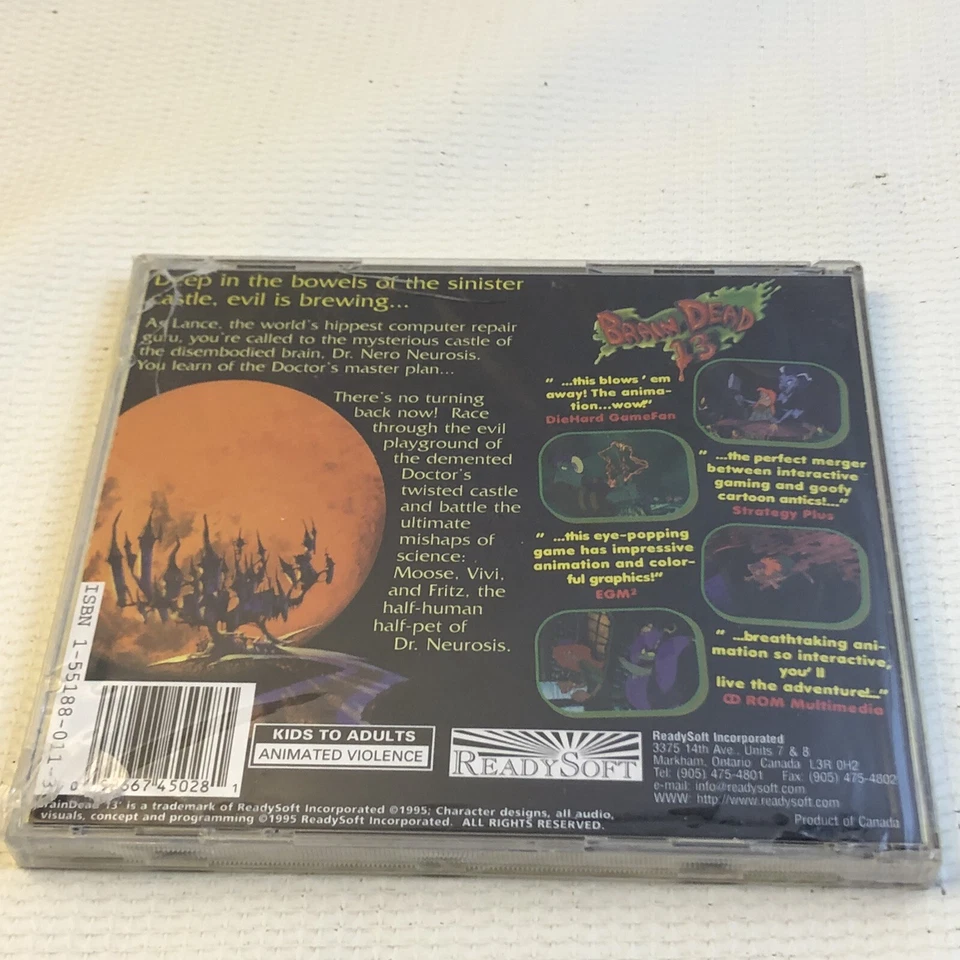 Deep in the bowels of the sinister
castle, evil is brewing...
As Lance, the world's hippest computer repair
guru, you're called to the mysterious castle of
the disembodied brain, Dr. Nero Neurosis.
You learn of the Doctor's master plan...
There's no turning
back now! Race
through the evil
playground of
the demented
Doctor's
twisted castle
and battle the
ultimate
mishaps of
science:
Moose, Vivi,
and Fritz, the
half-human
half-pet of
Dr. Neurosis.
BRAIN DEAD
13
"...this blows 'em
away! The anima-
tion...wow!"
DieHard GameFan
"...the perfect merger
between interactive
gaming and goofy
cartoon antics!..."
Strategy Plus
"...this eye-popping
game has impressive
animation and color-
ful graphics!"
EGM²
"...breathtaking ani-
mation so interactive,
you'll
live the adventure!..."
CD ROM Multimedia
ISBN 1-55188-011-3
45028 1
KIDS TO ADULTS
ANIMATED VIOLENCE
READYSOFT
ReadySoft Incorporated
3375 14th Ave., Units 7 & 8
Markham, Ontario Canada L3R 0H2
Tel: (905) 475-4801 Fax: (905) 475-4802
e-mail: info@readysoft.com
WWW: http://www.readysoft.com
Product of Canada
BrainDead 13' is a trademark of ReadySoft Incorporated ©1995; Character designs, all audio,
visuals, concept and programming ©1995 ReadySoft Incorporated. ALL RIGHTS RESERVED.